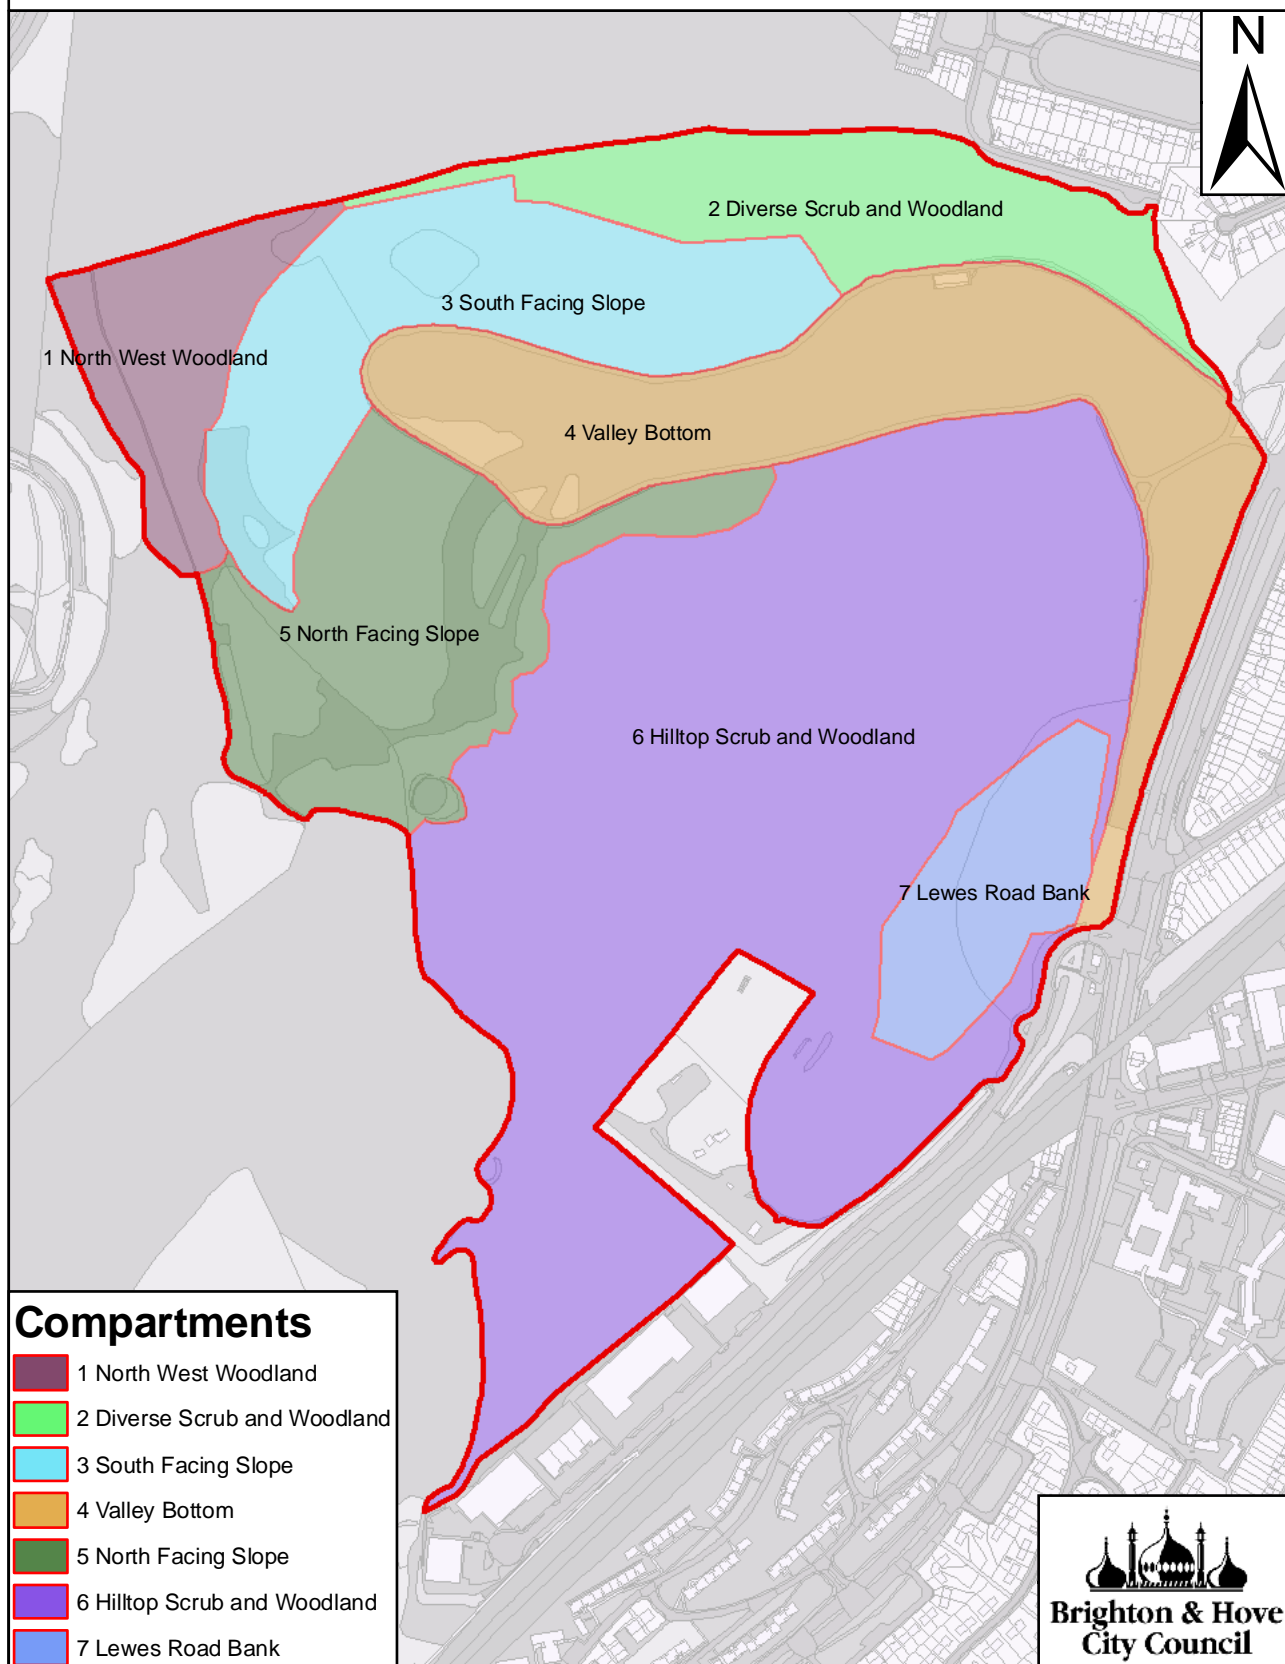 N
2 Diverse Scrub and Woodland
3 South Facing Slope
1 North West Woodland
4 Valley Bottom
5 North Facing Slope
6 Hilltop Scrub and Woodland
7 Lewes Road Bank
Compartments
1 North West Woodland
2 Diverse Scrub and Woodland
3 South Facing Slope
4 Valley Bottom
5 North Facing Slope
6 Hilltop Scrub and Woodland
7 Lewes Road Bank
Brighton & Hove
City Council